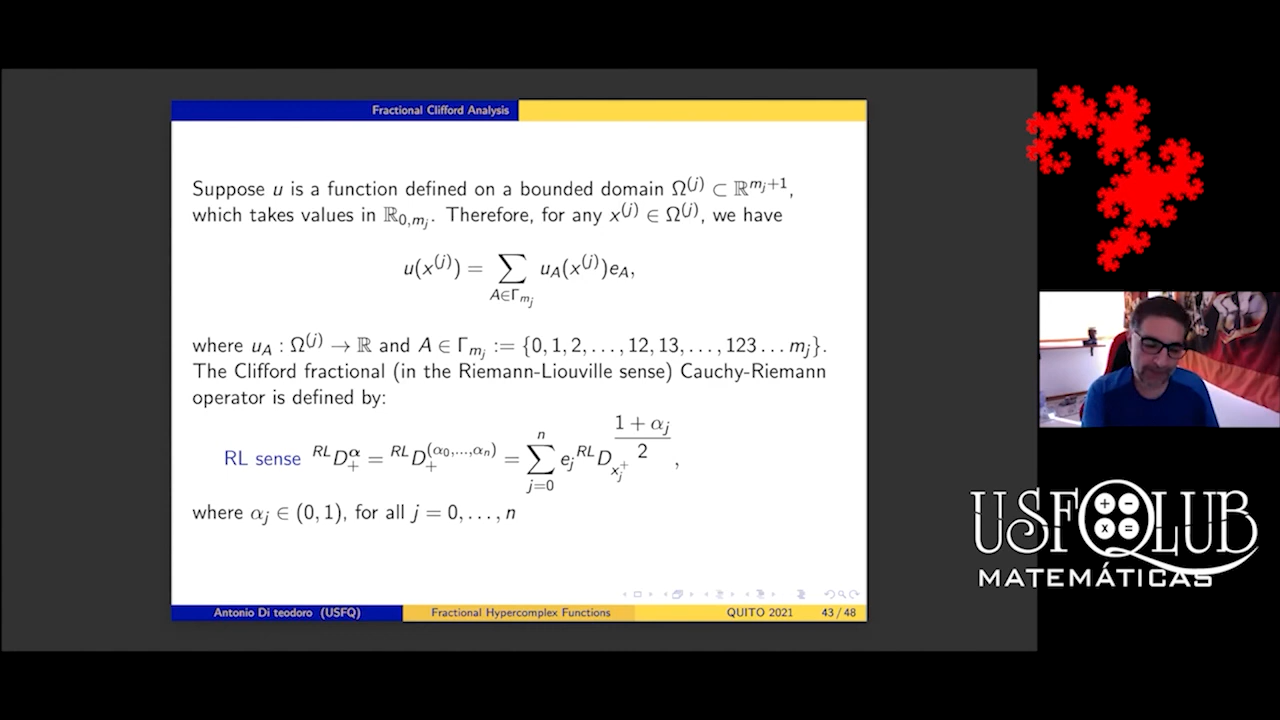 Fractional Clifford Analysis
Suppose u is a function defined on a bounded domain Ω^(j) ⊂ ℝ^{m_j+1},
which takes values in ℝ_{0,m_j}. Therefore, for any x^(j) ∈ Ω^(j), we have
u(x^(j)) = ∑_{A∈Γ_{m_j}} u_A(x^(j))e_A,
where u_A : Ω^(j) → ℝ and A ∈ Γ_{m_j} := {0, 1, 2, . . . , 12, 13, . . . , 123 . . . m_j}.
The Clifford fractional (in the Riemann-Liouville sense) Cauchy-Riemann
operator is defined by:
RL sense ^{RL}D_+^α = ^{RL}D_+^{(α_0,...,α_n)} = ∑_{j=0}^{n} e_j ^{RL}D_{x_j^+}^{\frac{1 + α_j}{2}} ,
where α_j ∈ (0, 1), for all j = 0, . . . , n
Antonio Di teodoro (USFQ) Fractional Hypercomplex Functions QUITO 2021 43 / 48
USFQLUB
+ − × =
MATEMÁTICAS